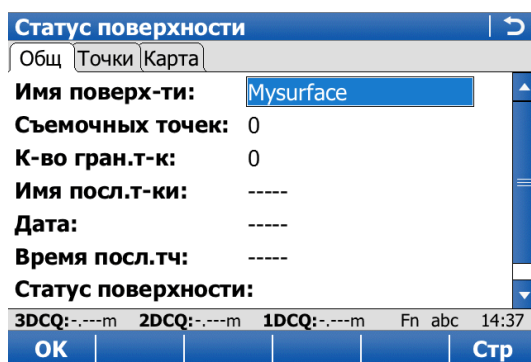 Статус поверхности
Общ Точки Карта
Имя поверх-ти: Mysurface
Съемочных точек: 0
К-во гран.т-к: 0
Имя посл.т-ки: -----
Дата: -----
Время посл.тч: -----
Статус поверхности:
3DCQ:-.---m 2DCQ:-.---m 1DCQ:-.---m Fn abc 14:37
OK Стр